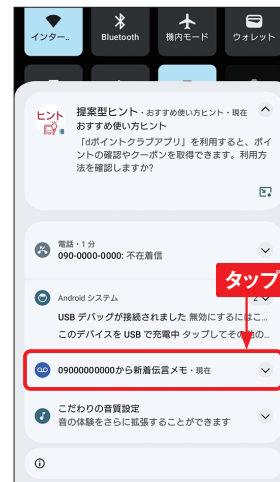 インター..
Bluetooth
機内モード
ウォレット
ヒント
提案型ヒント・おすすめ使い方ヒント・現在
おすすめ使い方ヒント
「dポイントクラブアプリ」を利用すると、ポイ
ントの確認やクーポンを取得できます。利用方
法を確認しますか?
電話・1分
090-0000-0000: 不在着信
タップ
Android システム
2
USB デバッグが接続されました 無効にするにはこ...
このデバイスを USB で充電中 タップしてその他の...
09000000000から新着伝言メモ・現在
こだわりの音質設定
音の体験をさらに拡張することができます